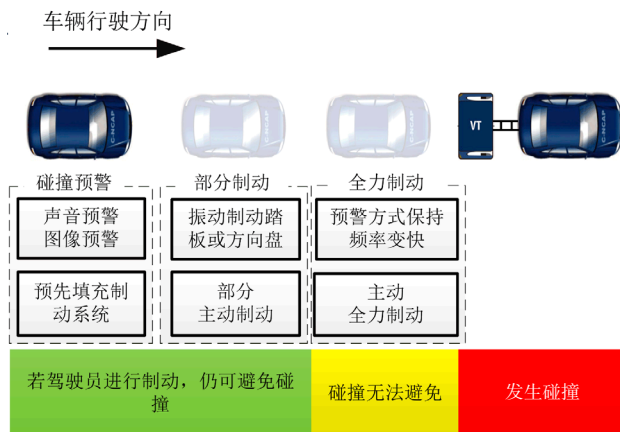 车辆行驶方向
C-NCAP
VT
C-NCAP
碰撞预警
部分制动
全力制动
声音预警
图像预警
振动制动踏
板或方向盘
预警方式保持
频率变快
预先填充制
动系统
部分
主动制动
主动
全力制动
若驾驶员进行制动，仍可避免碰
撞
碰撞无法避免
发生碰撞